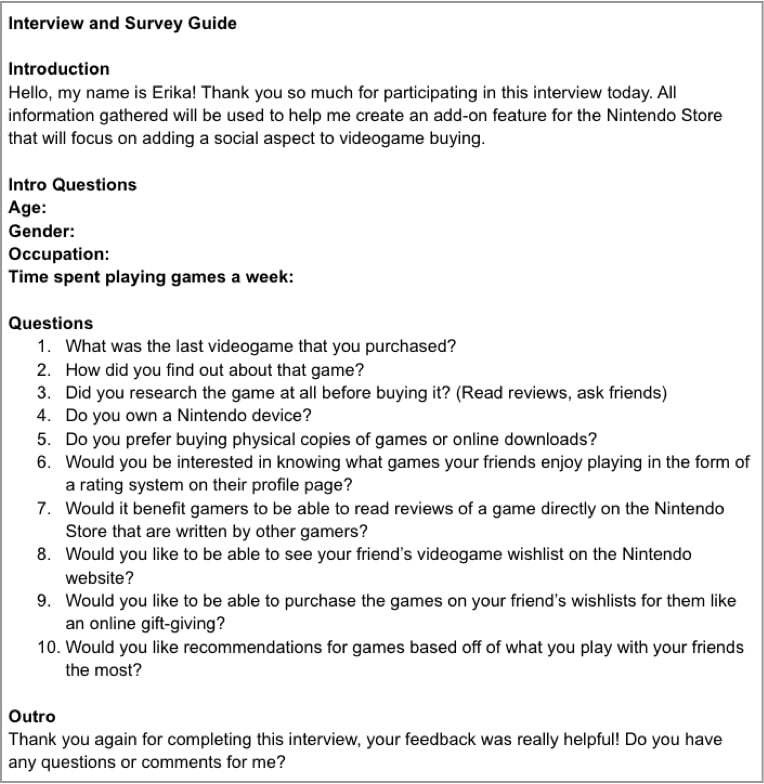 Interview and Survey Guide
Introduction
Hello, my name is Erika! Thank you so much for participating in this interview today. All
information gathered will be used to help me create an add-on feature for the Nintendo Store
that will focus on adding a social aspect to videogame buying.
Intro Questions
Age:
Gender:
Occupation:
Time spent playing games a week:
Questions
1. What was the last videogame that you purchased?
2. How did you find out about that game?
3. Did you research the game at all before buying it? (Read reviews, ask friends)
4. Do you own a Nintendo device?
5. Do you prefer buying physical copies of games or online downloads?
6. Would you be interested in knowing what games your friends enjoy playing in the form of
a rating system on their profile page?
7. Would it benefit gamers to be able to read reviews of a game directly on the Nintendo
Store that are written by other gamers?
8. Would you like to be able to see your friend's videogame wishlist on the Nintendo
website?
9. Would you like to be able to purchase the games on your friend's wishlists for them like
an online gift-giving?
10. Would you like recommendations for games based off of what you play with your friends
the most?
Outro
Thank you again for completing this interview, your feedback was really helpful! Do you have
any questions or comments for me?